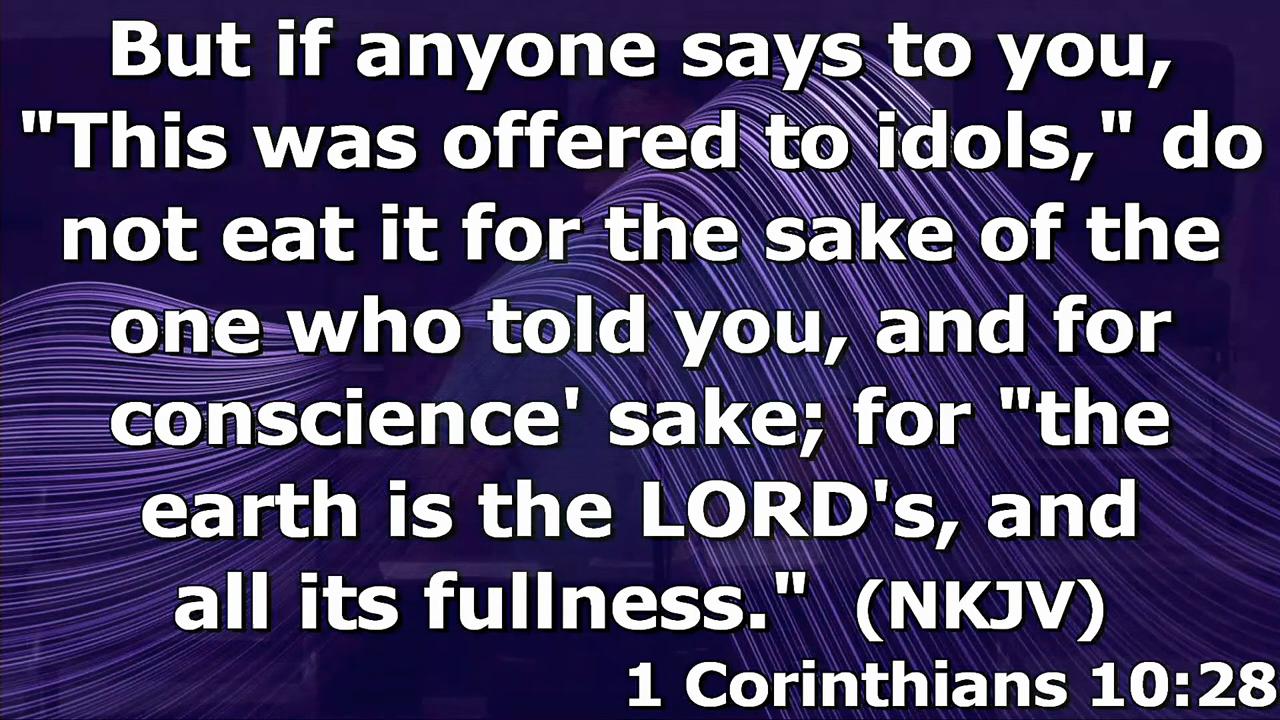 But if anyone says to you,
"This was offered to idols," do
not eat it for the sake of the
one who told you, and for
conscience' sake; for "the
earth is the LORD's, and
all its fullness." (NKJV)
1 Corinthians 10:28